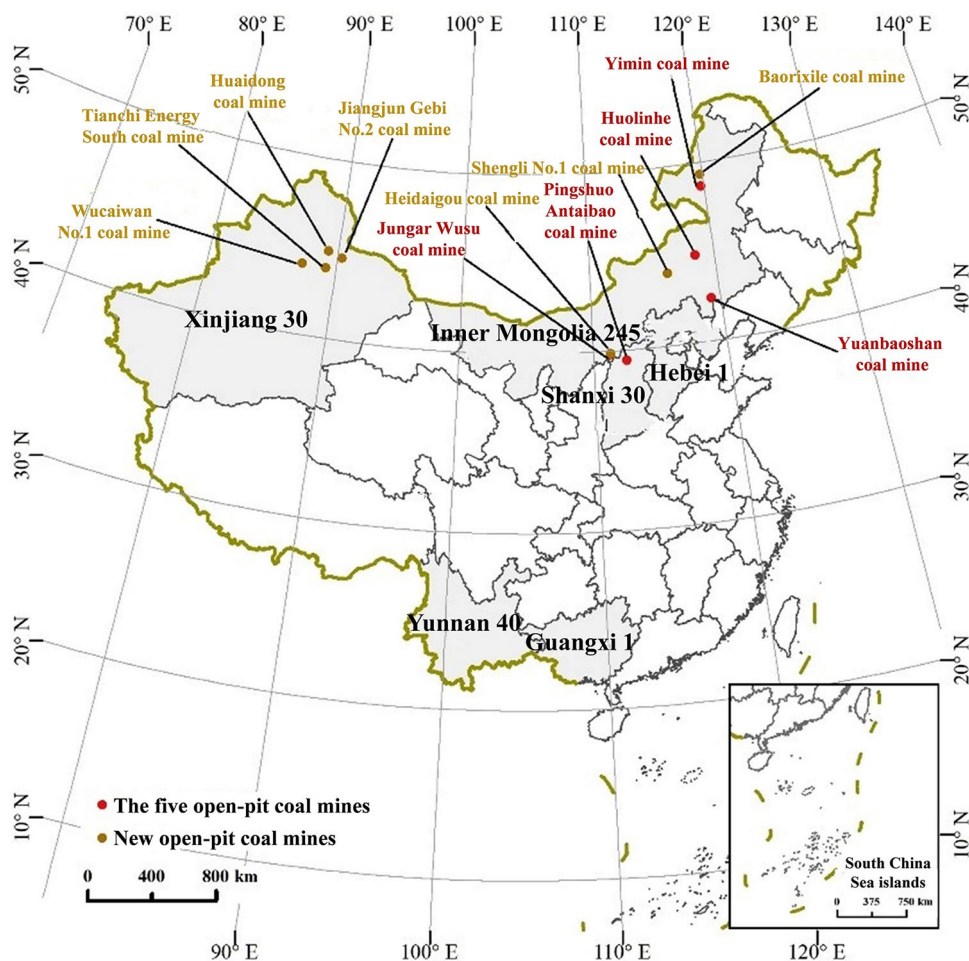 70° E
80° E
90° E
100° E
110° E
120° E
130° E
140° E
50° N
40° N
30° N
20° N
10° N
50° N
40° N
30° N
20° N
10° N
Huaidong
coal mine
Tianchi Energy
South coal mine
Jiangjun Gebi
No.2 coal mine
Wucaiwan
No.1 coal mine
Yimin coal mine
Baorixile coal mine
Huolinhe
coal mine
Shengli No.1 coal mine
Heidaigou coal mine
Pingshuo
Antaibao
coal mine
Jungar Wusu
coal mine
Yuanbaoshan
coal mine
Xinjiang 30
Inner Mongolia 245
Hebei 1
Shanxi 30
Yunnan 40
Guangxi 1
The five open-pit coal mines
New open-pit coal mines
0 400 800 km
South China
Sea islands
0 375 750 km
90° E
100° E
110° E
120° E